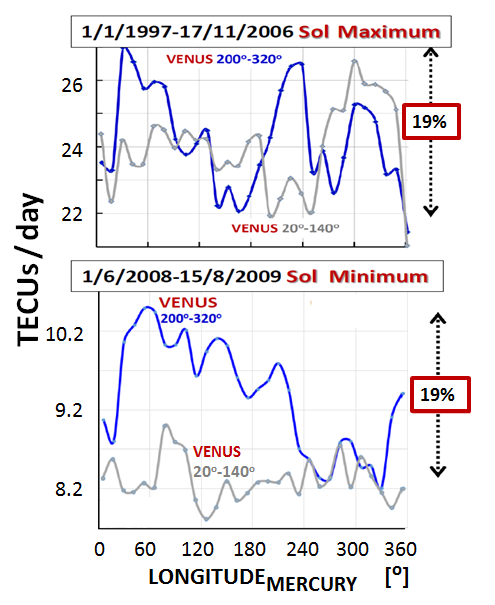 1/1/1997-17/11/2006 Sol Maximum
VENUS 200º-320º
26
19%
24
22
VENUS 20º-140º
TECUs / day
1/6/2008-15/8/2009 Sol Minimum
VENUS
200º-320º
10.2
19%
9.2
VENUS
20º-140º
8.2
0 60 120 180 240 300 360
LONGITUDE MERCURY [º]